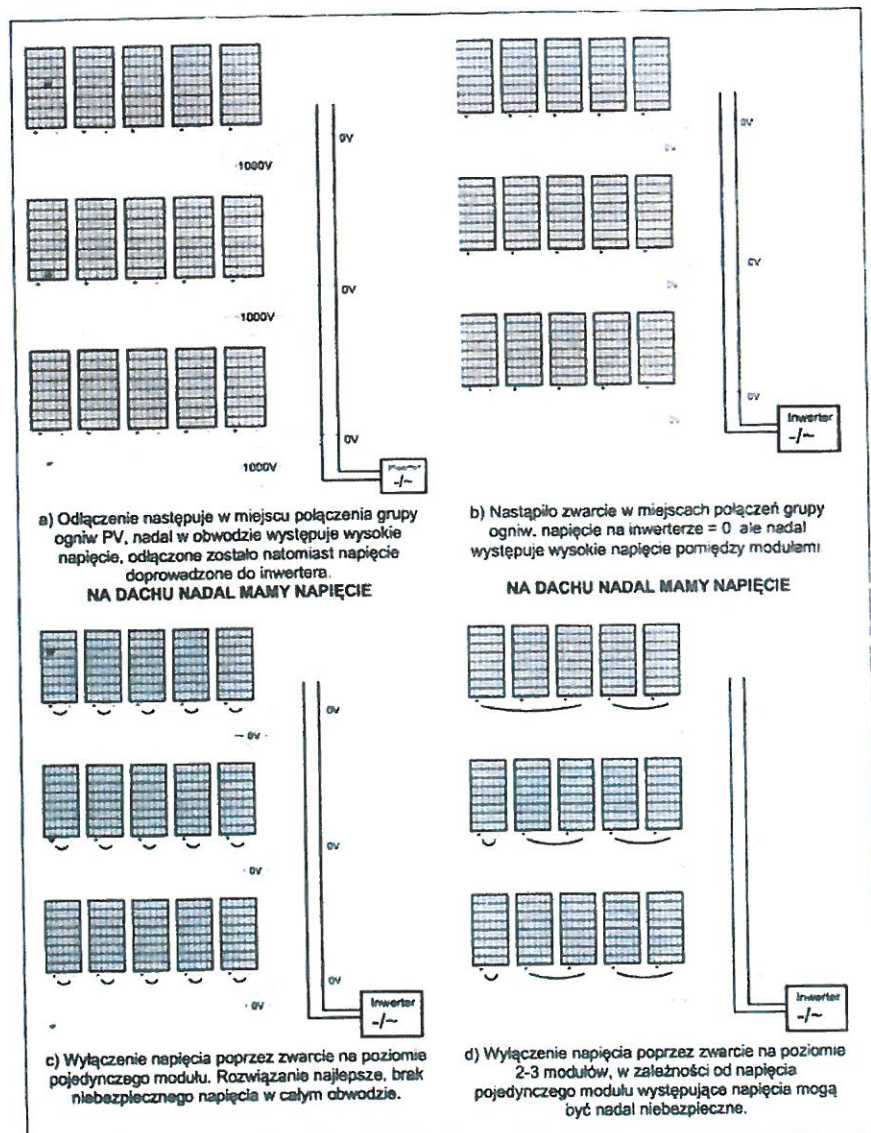 0V
-1000V
0V
-1000V
0V
1000V
-/~
a) Odłączenie następuje w miejscu połączenia grupy
ogniw PV, nadal w obwodzie występuje wysokie
napięcie, odłączone zostało natomiast napięcie
doprowadzone do inwertera.
NA DACHU NADAL MAMY NAPIĘCIE
0V
0V
0V
Inwerter
-/~
b) Nastąpiło zwarcie w miejscach połączeń grupy
ogniw, napięcie na inwerterze = 0 ale nadal
występuje wysokie napięcie pomiędzy modułami
NA DACHU NADAL MAMY NAPIĘCIE
0V
0V
0V
0V
0V
0V
Inwerter
-/~
c) Wyłączenie napięcia poprzez zwarcie na poziomie
pojedynczego modułu. Rozwiązanie najlepsze, brak
niebezpiecznego napięcia w całym obwodzie.
Inwerter
-/~
d) Wyłączenie napięcia poprzez zwarcie na poziomie
2-3 modułów, w zależności od napięcia
pojedynczego modułu występujące napięcia mogą
być nadal niebezpieczne.